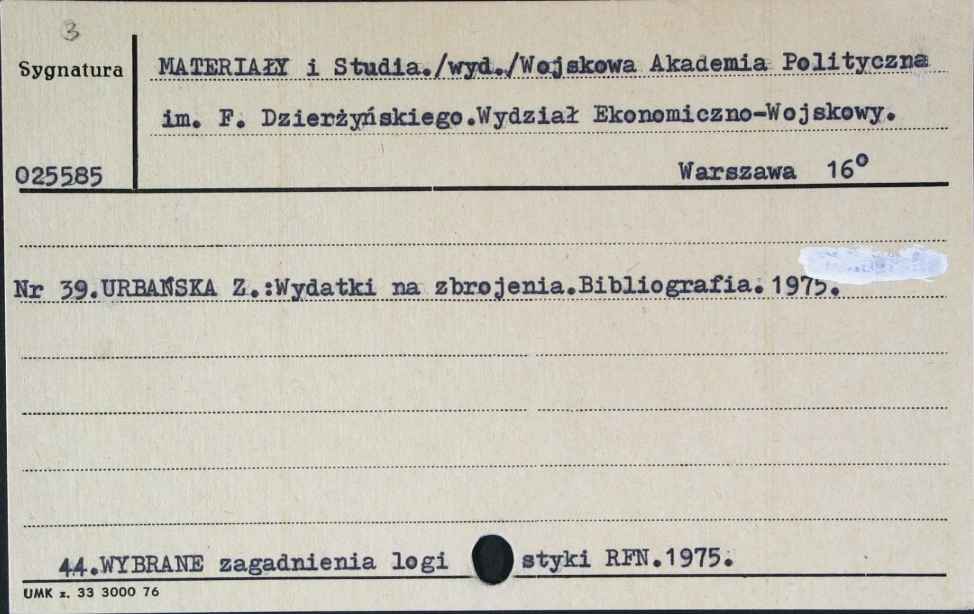 3
Sygnatura
MATERIAŁY i Studia./wyd./Wojskowa Akademia Polityczna
im. F. Dzierżyńskiego.Wydział Ekonomiczno-Wojskowy.
025585
Warszawa 16°
Nr 39.URBAŃSKA Z.:Wydatki na zbrojenia.Bibliografia.1975.
44.WYBRANE zagadnienia logi styki RFN.1975.
UMK z. 33 3000 76